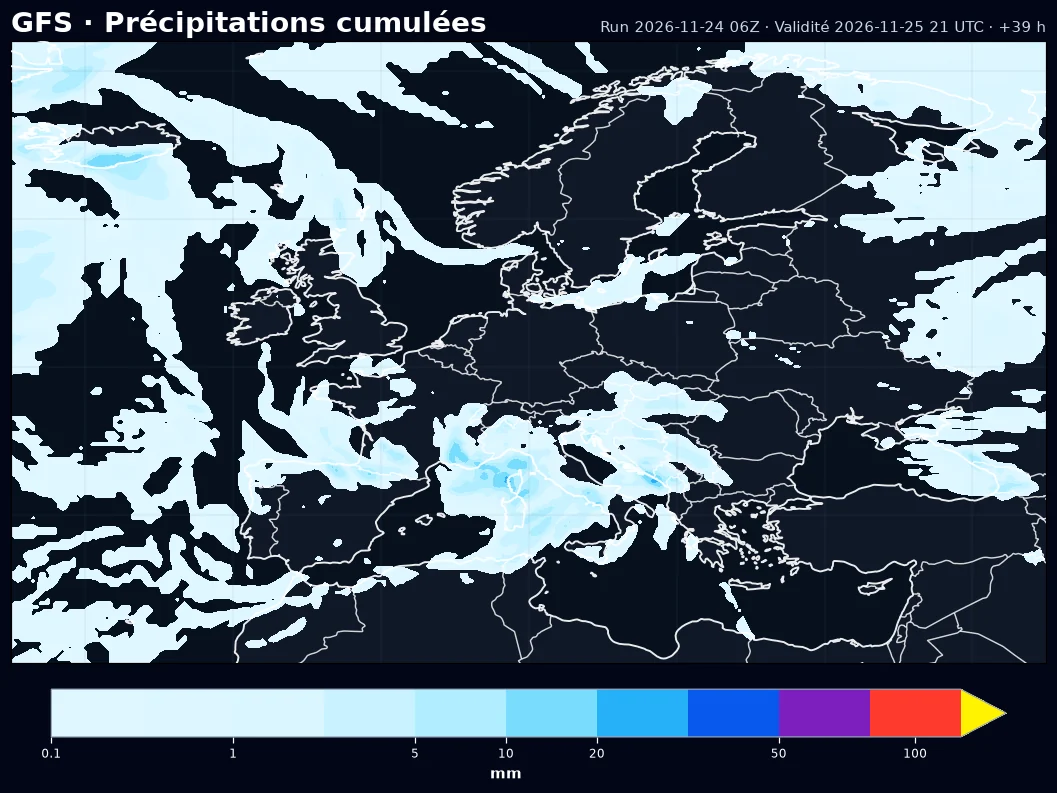 GFS · Précipitations cumulées
Run 2026-11-24 06Z · Validité 2026-11-25 21 UTC · +39 h
0.1 1 5 10 20 50 100
mm